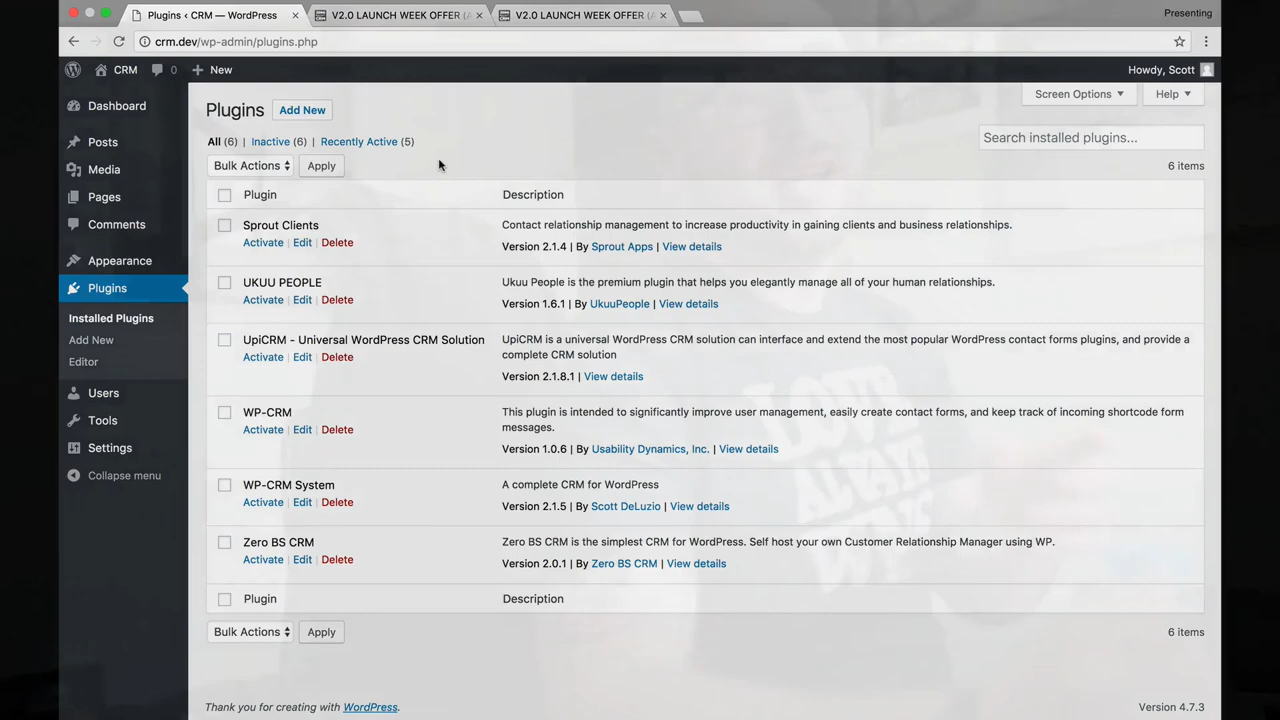 Plugins ‹ CRM — WordPress
V2.0 LAUNCH WEEK OFFER (A
V2.0 LAUNCH WEEK OFFER (A
Presenting
crm.dev/wp-admin/plugins.php
CRM
0
New
Howdy, Scott
Dashboard
Posts
Media
Pages
Comments
Appearance
Plugins
Installed Plugins
Add New
Editor
Users
Tools
Settings
Collapse menu
Screen Options
Help
Plugins
Add New
All (6) | Inactive (6) | Recently Active (5)
Search installed plugins...
Bulk Actions
Apply
6 items
Plugin
Description
Sprout Clients
Activate | Edit | Delete
Contact relationship management to increase productivity in gaining clients and business relationships.
Version 2.1.4 | By Sprout Apps | View details
UKUU PEOPLE
Activate | Edit | Delete
Ukuu People is the premium plugin that helps you elegantly manage all of your human relationships.
Version 1.6.1 | By UkuuPeople | View details
UpiCRM - Universal WordPress CRM Solution
Activate | Edit | Delete
UpiCRM is a universal WordPress CRM solution can interface and extend the most popular WordPress contact forms plugins, and provide a
complete CRM solution
Version 2.1.8.1 | View details
WP-CRM
Activate | Edit | Delete
This plugin is intended to significantly improve user management, easily create contact forms, and keep track of incoming shortcode form
messages.
Version 1.0.6 | By Usability Dynamics, Inc. | View details
WP-CRM System
Activate | Edit | Delete
A complete CRM for WordPress
Version 2.1.5 | By Scott DeLuzio | View details
Zero BS CRM
Activate | Edit | Delete
Zero BS CRM is the simplest CRM for WordPress. Self host your own Customer Relationship Manager using WP.
Version 2.0.1 | By Zero BS CRM | View details
Plugin
Description
Bulk Actions
Apply
6 items
Thank you for creating with WordPress.
Version 4.7.3
LOVE
ALWAYS
WINS